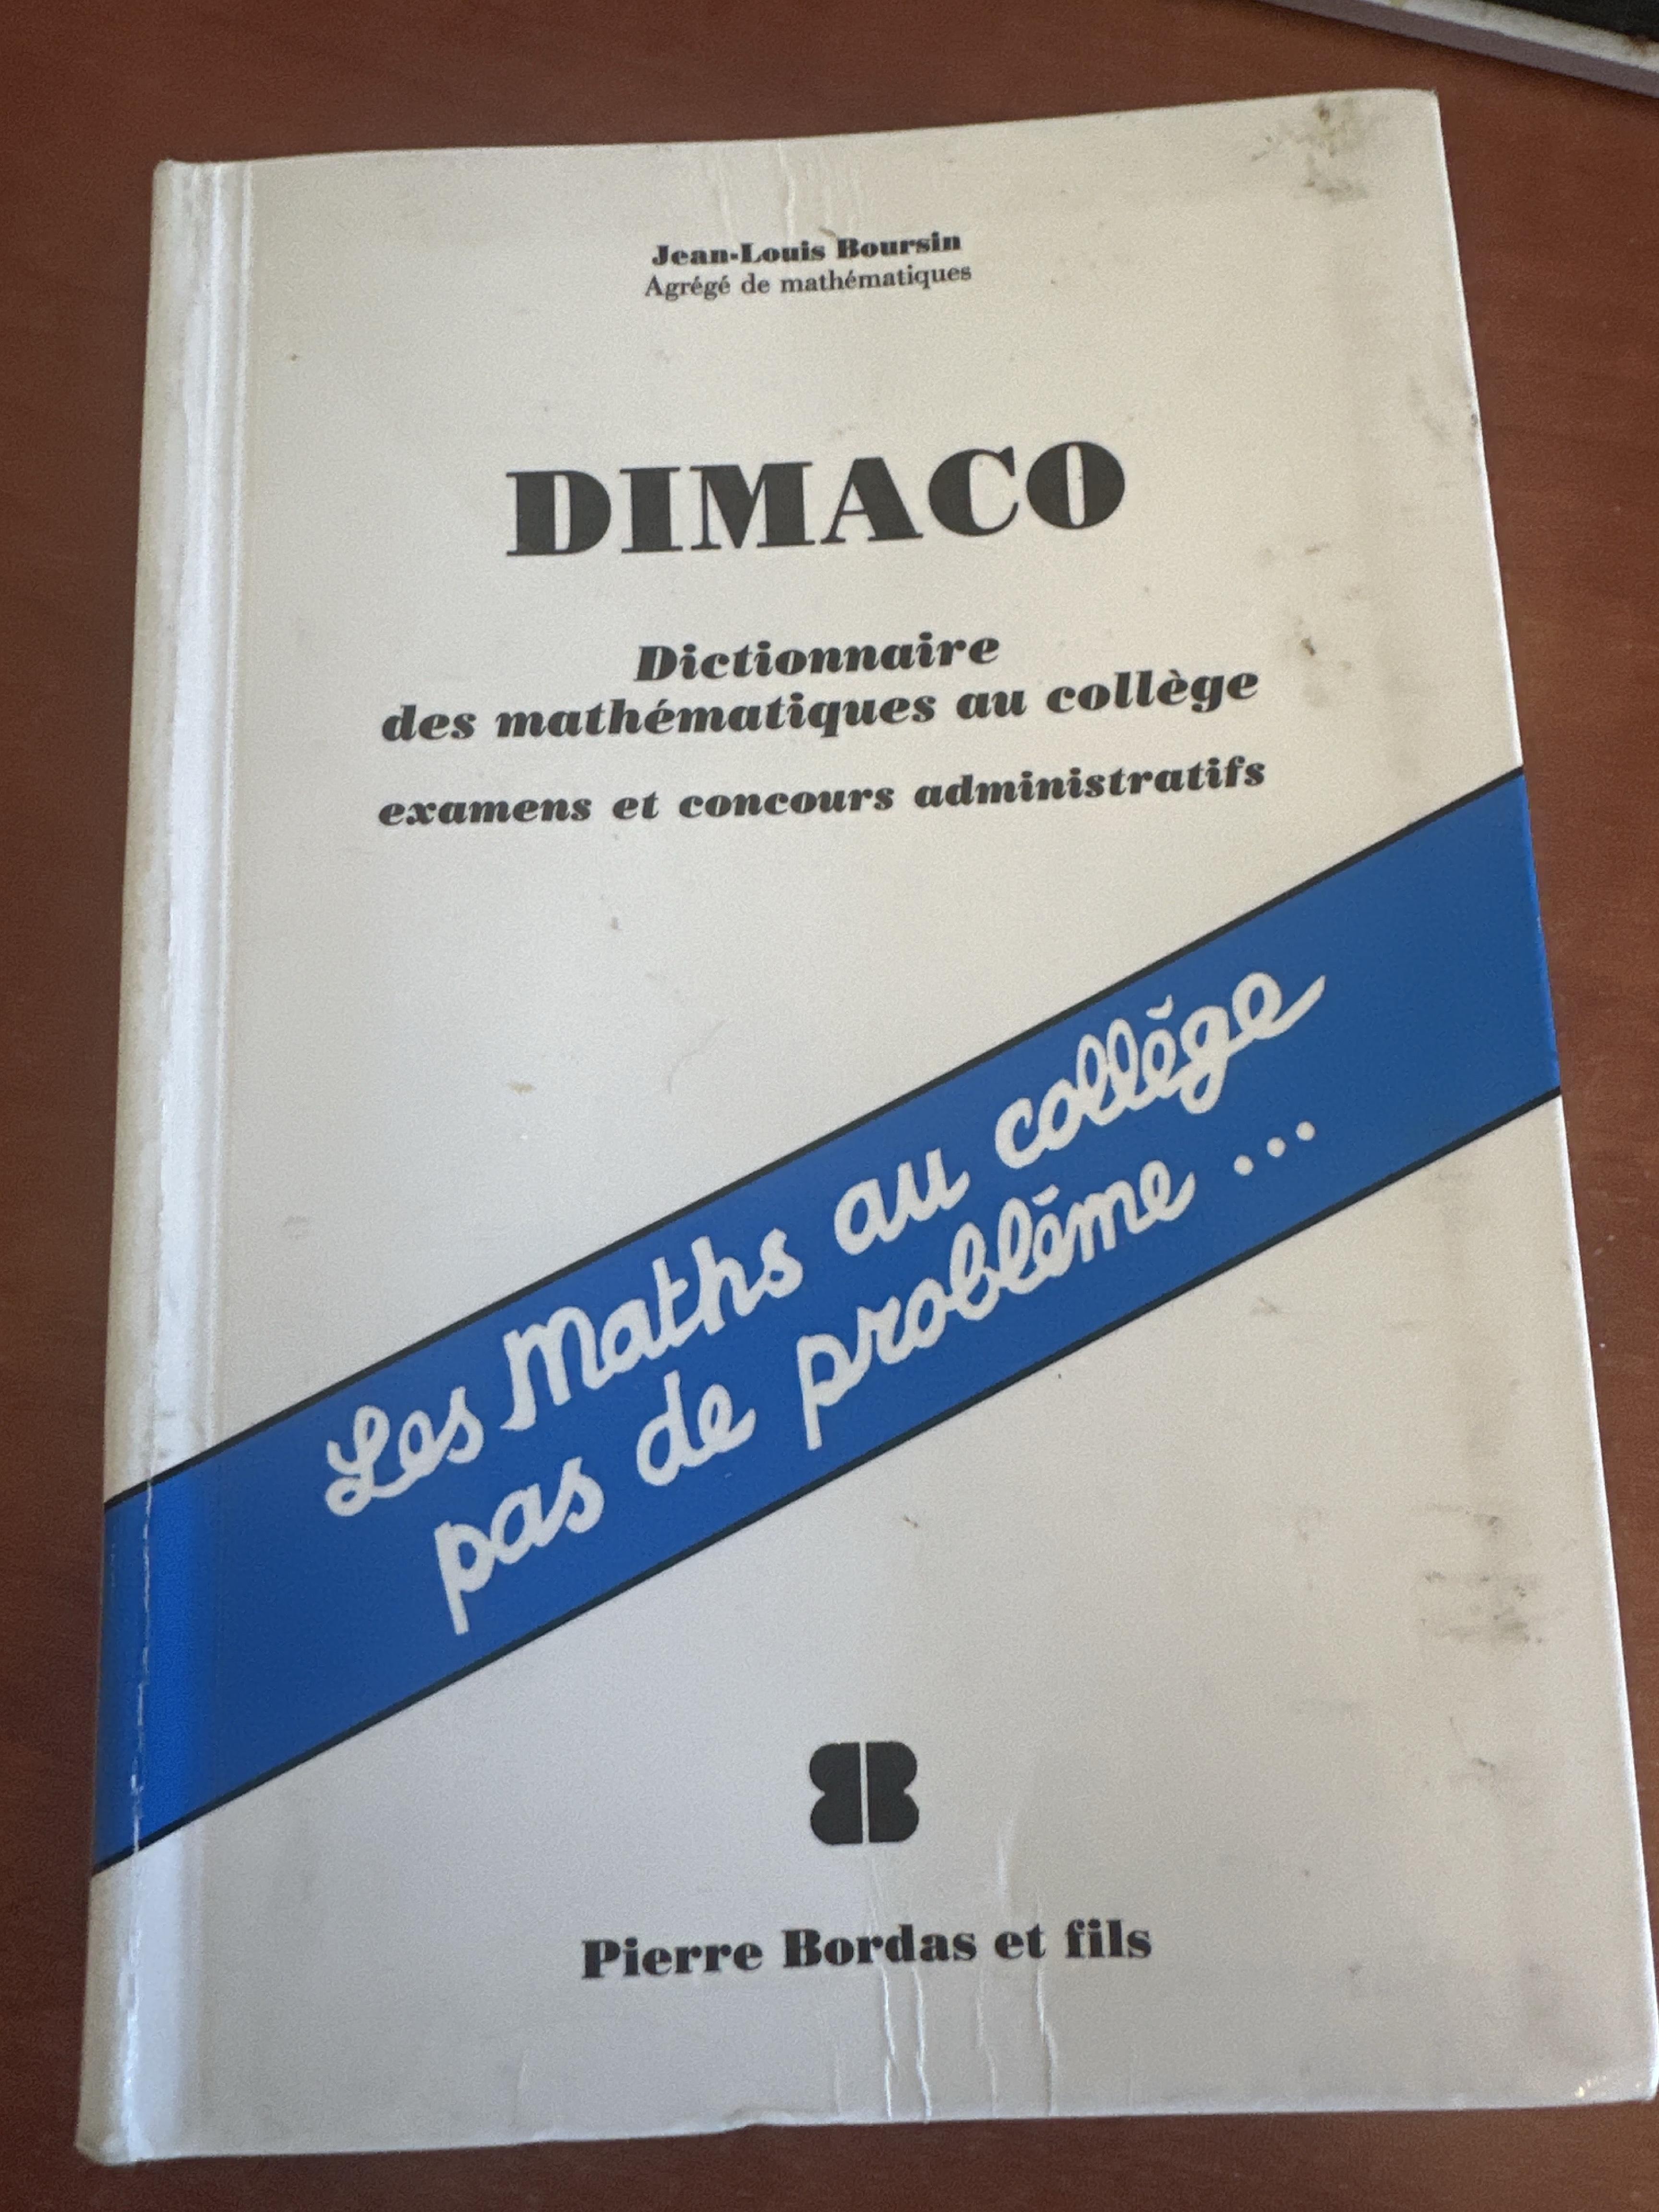 Jean-Louis Boursin
Agrégé de mathématiques
DIMACO
Dictionnaire
des mathématiques au collège
examens et concours administratifs
Les Maths au collège
pas de problème ...
Pierre Bordas et fils